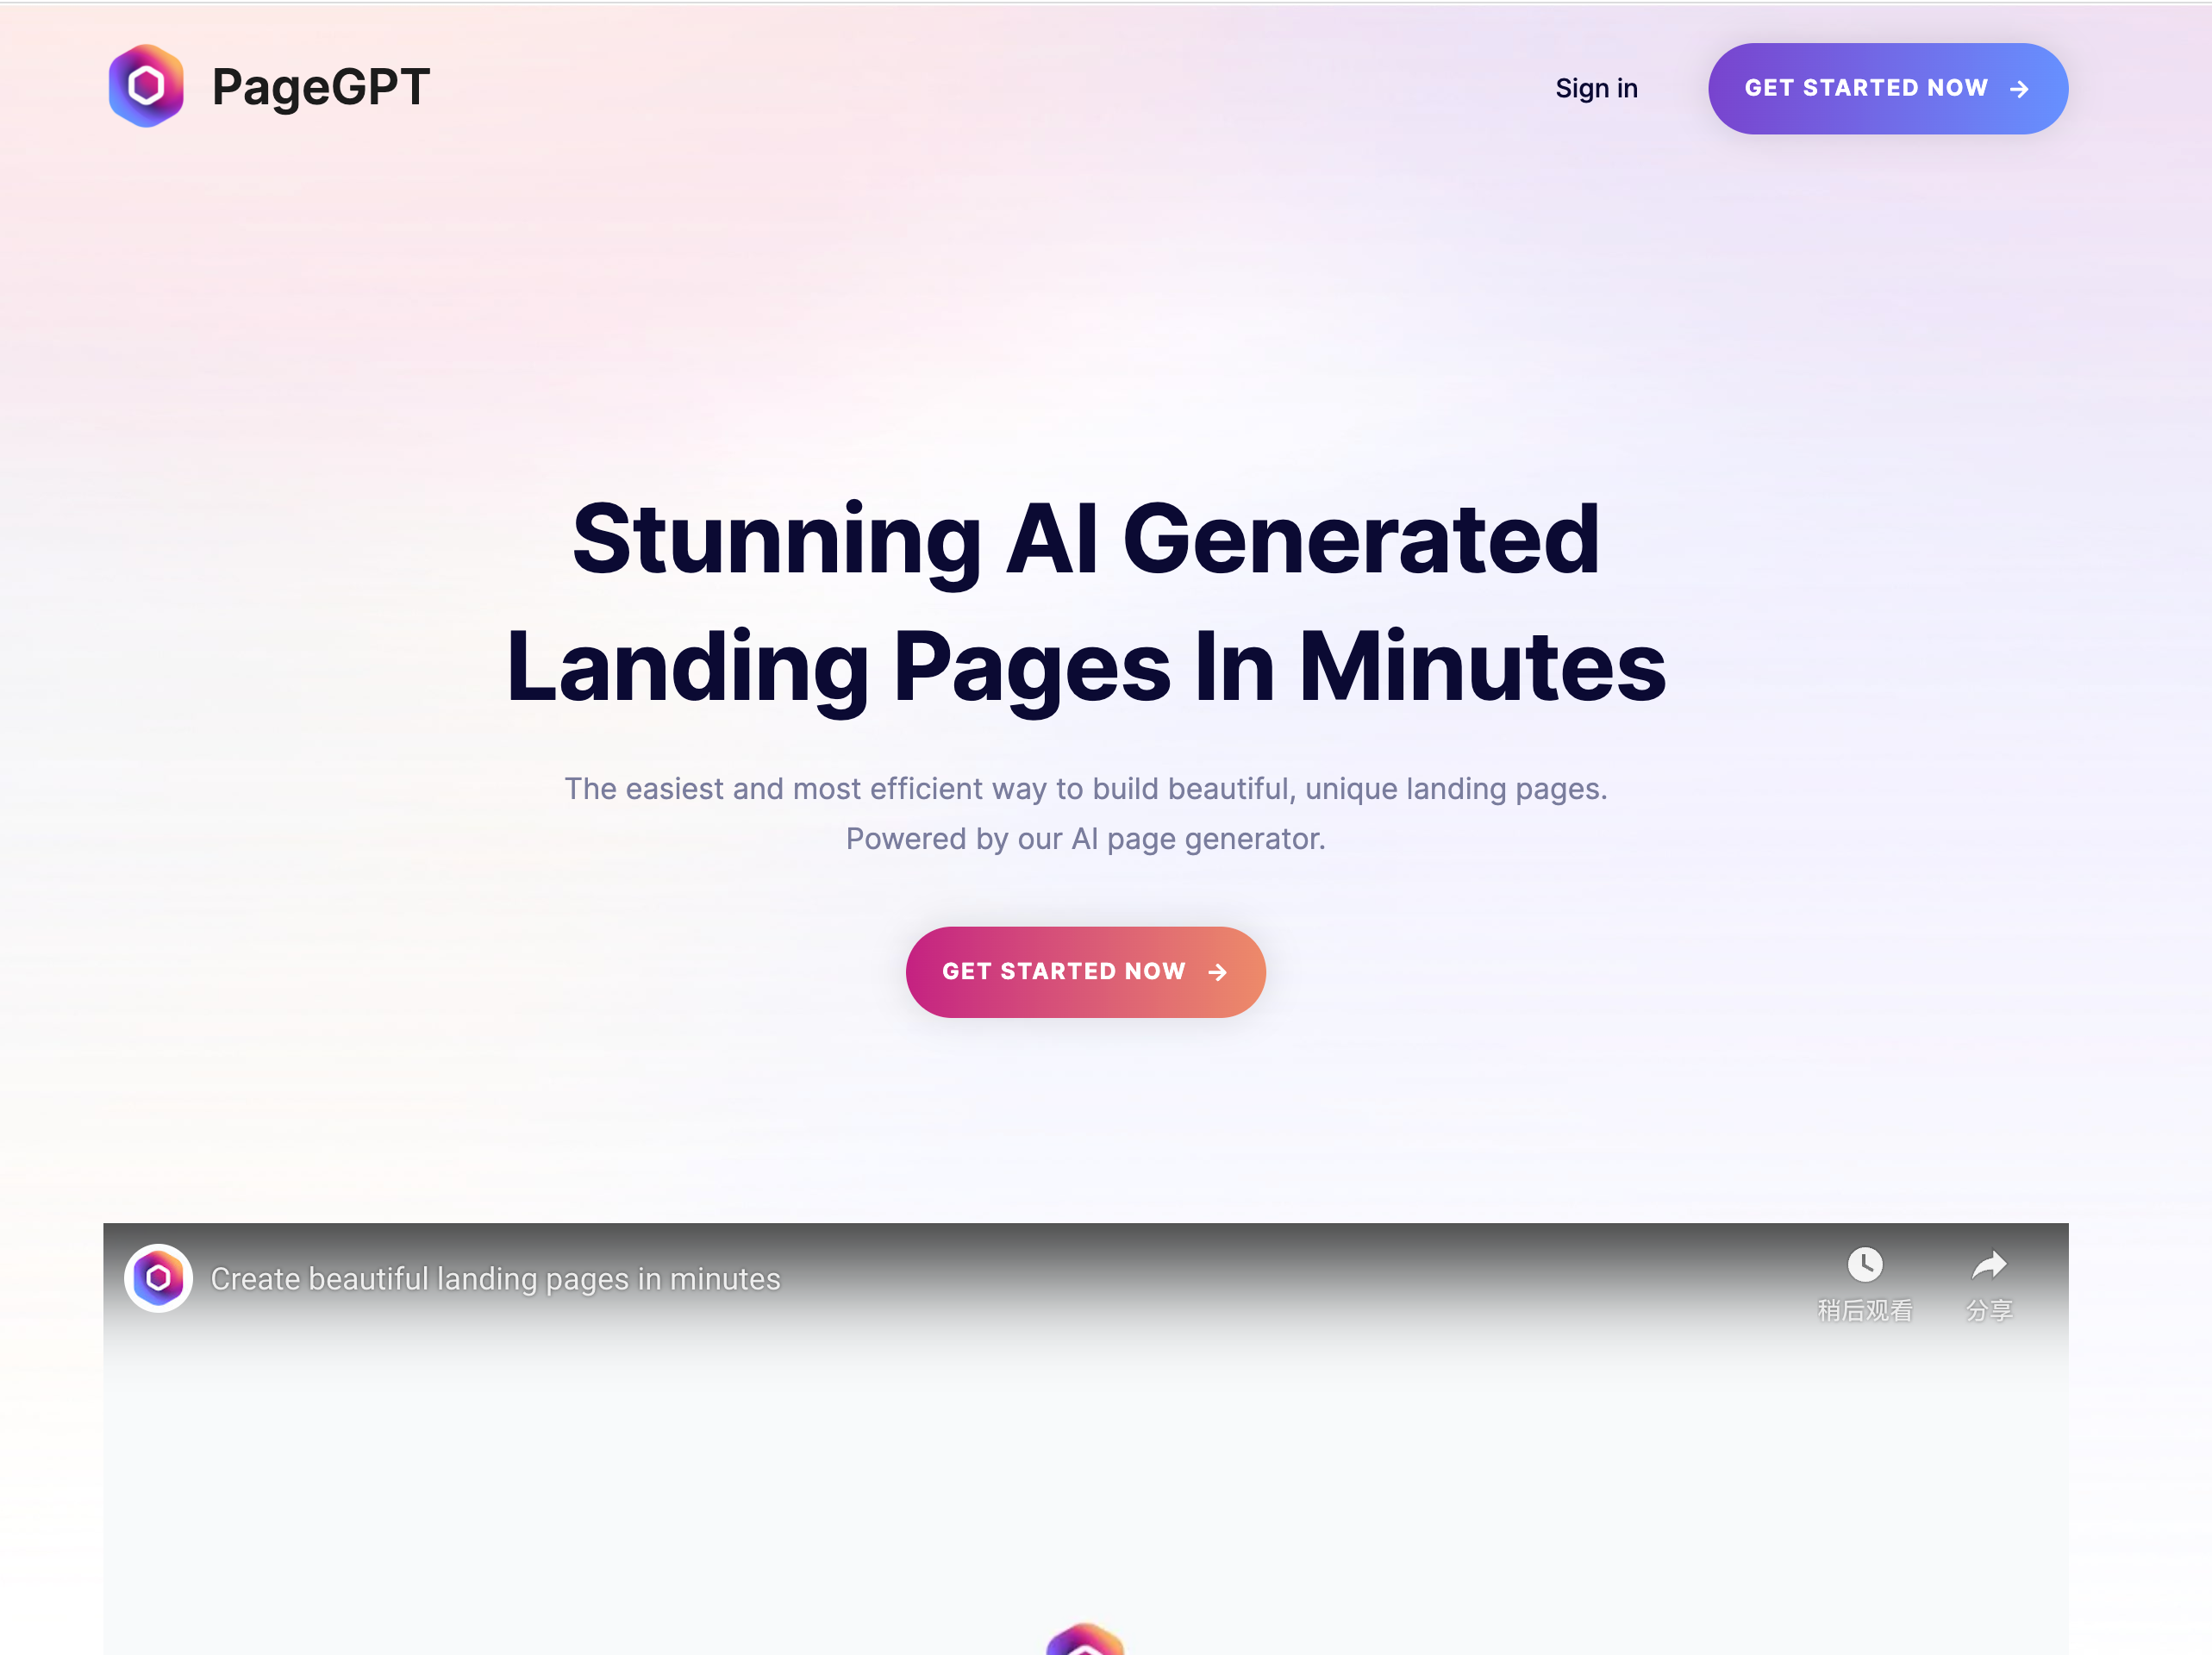 PageGPT
Sign in
GET STARTED NOW →
Stunning AI Generated
Landing Pages In Minutes
The easiest and most efficient way to build beautiful, unique landing pages.
Powered by our AI page generator.
GET STARTED NOW →
Create beautiful landing pages in minutes
稍后观看
分享